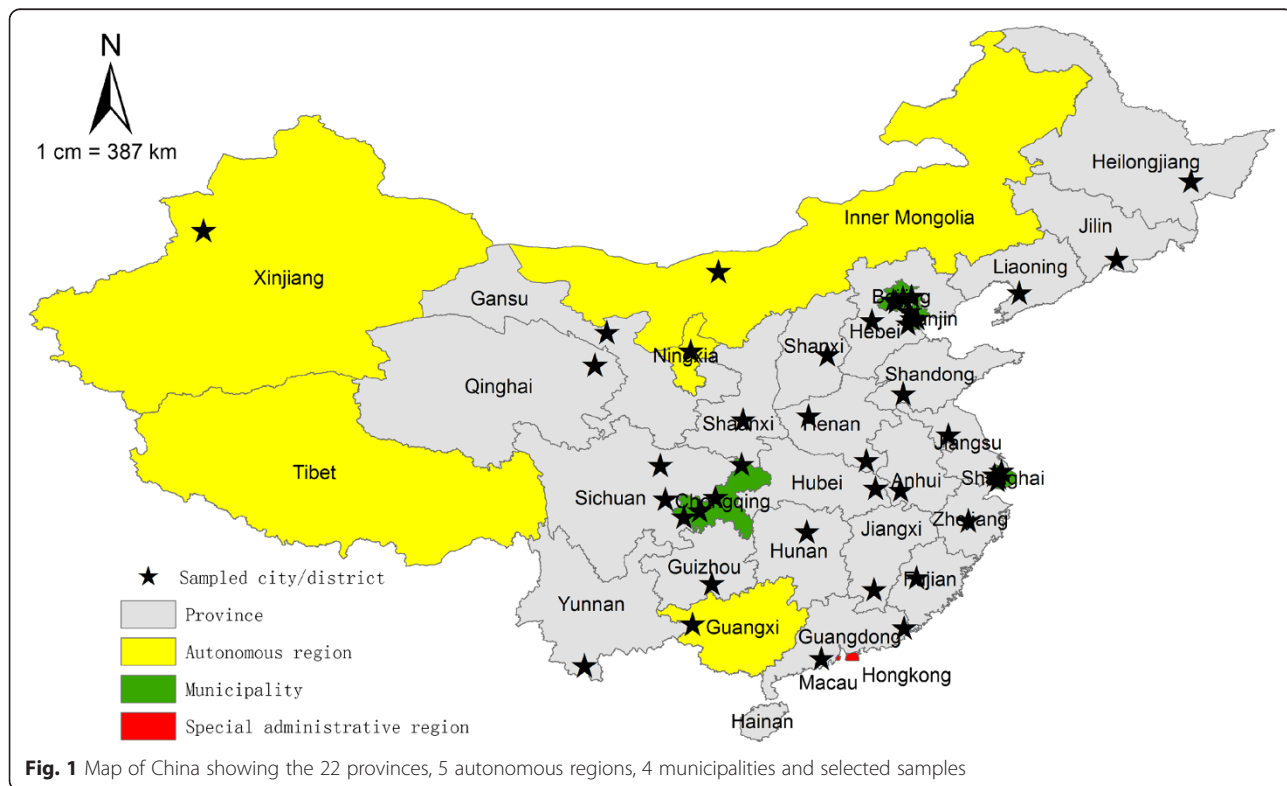 N
1 cm = 387 km
Heilongjiang
Inner Mongolia
Jilin
Xinjiang
Liaoning
Gansu
Beijing
Tianjin
Hebei
Ningxia
Shanxi
Qinghai
Shandong
Shaanxi
Henan
Jiangsu
Tibet
Sichuan
Chongqing
Hubei
Anhui
Shanghai
Zhejiang
Jiangxi
Hunan
Guizhou
Fujian
Yunnan
Guangxi
Guangdong
Macau
Hongkong
Hainan
Sampled city/district
Province
Autonomous region
Municipality
Special administrative region
Fig. 1 Map of China showing the 22 provinces, 5 autonomous regions, 4 municipalities and selected samples